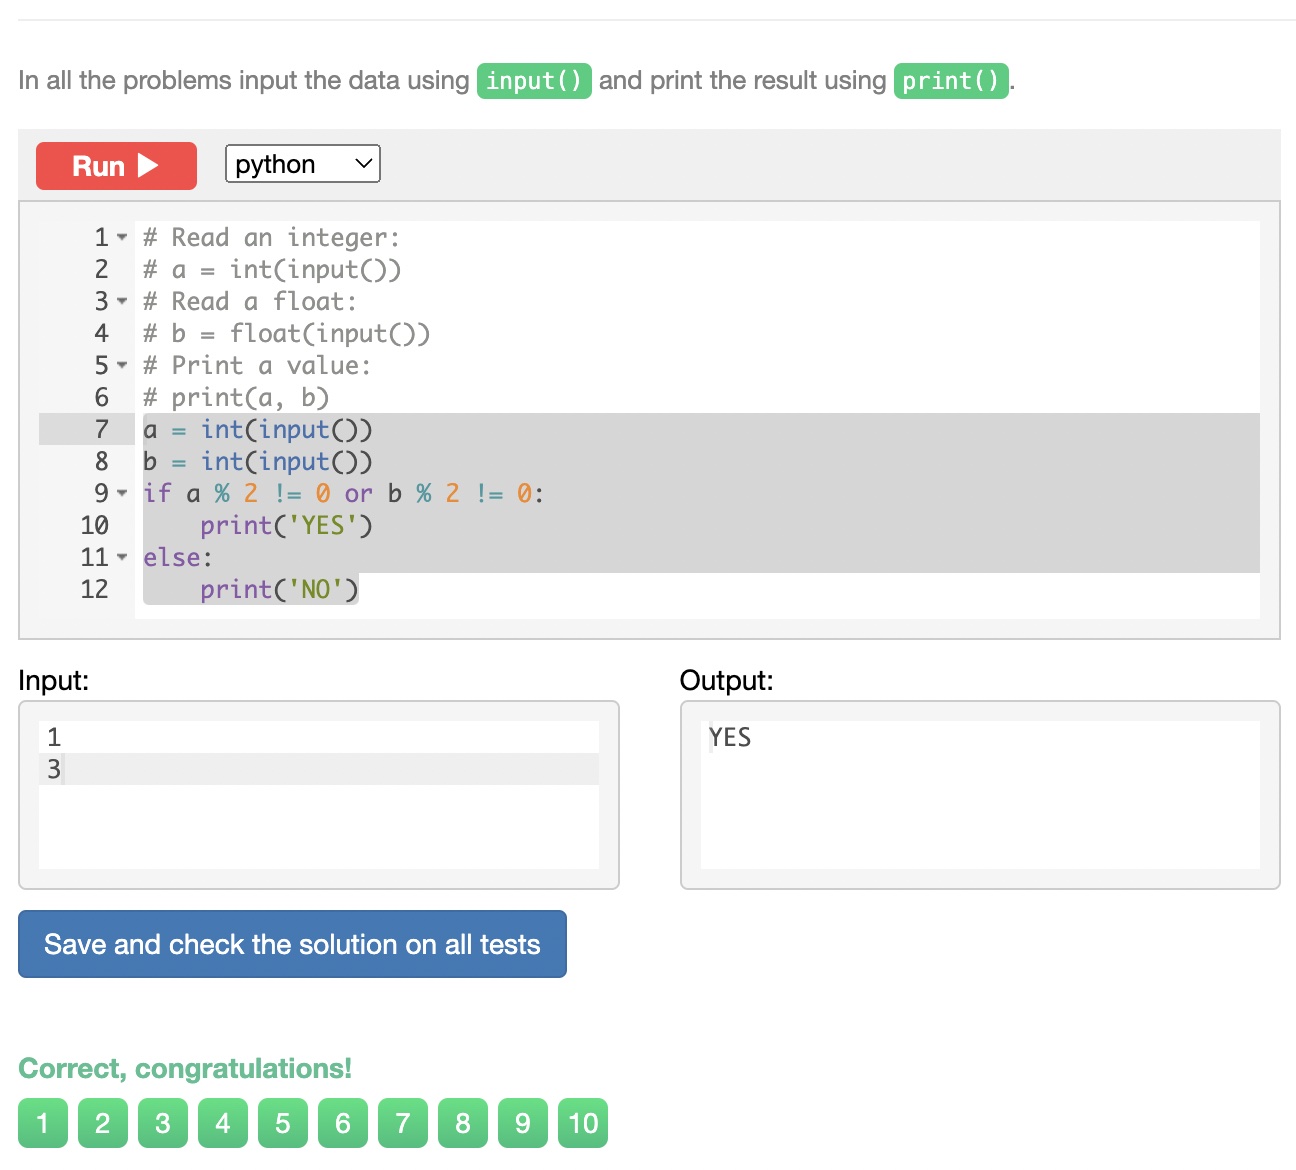 In all the problems input the data using input() and print the result using print().
Run
python
1 # Read an integer:
2 # a = int(input())
3 # Read a float:
4 # b = float(input())
5 # Print a value:
6 # print(a, b)
7 a = int(input())
8 b = int(input())
9 if a % 2 != 0 or b % 2 != 0:
10     print('YES')
11 else:
12     print('NO')
Input:
1
3
Output:
YES
Save and check the solution on all tests
Correct, congratulations!
1 2 3 4 5 6 7 8 9 10